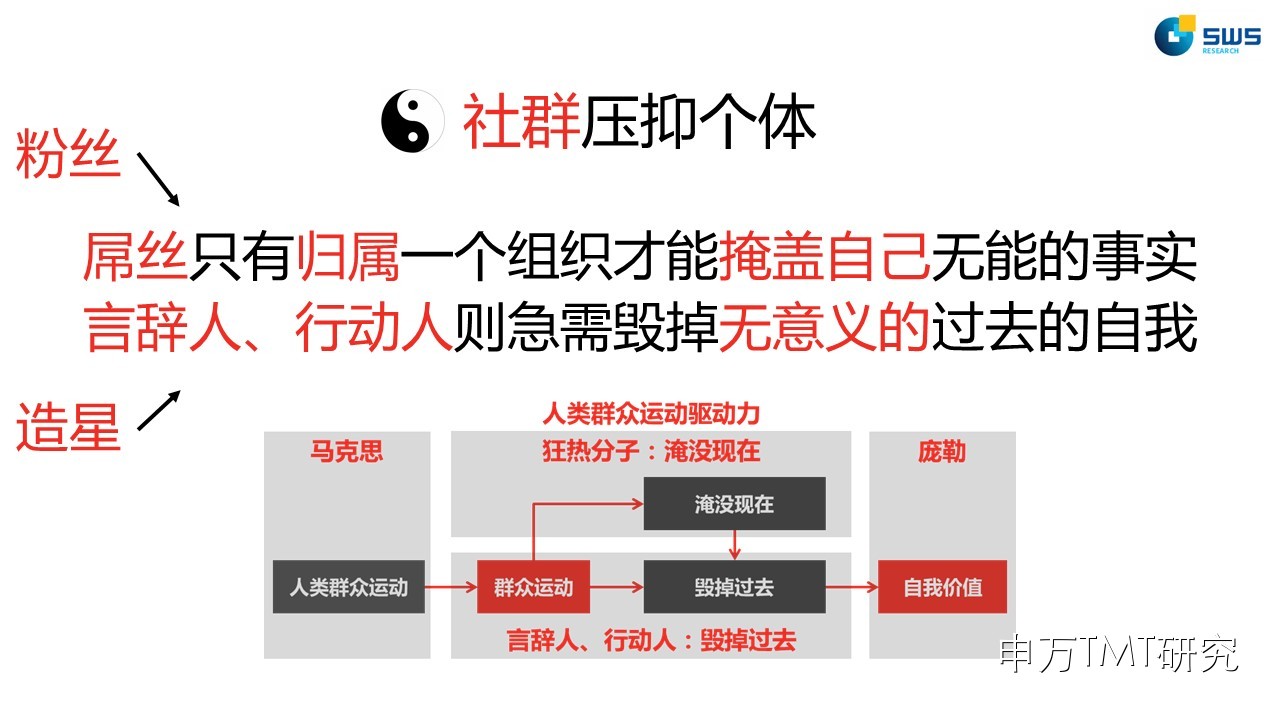 SWS
RESEARCH
社群压抑个体
粉丝
屌丝只有归属一个组织才能掩盖自己无能的事实
言辞人、行动人则急需毁掉无意义的过去的自我
造星
人类群众运动驱动力
马克思
狂热分子：淹没现在
庞勒
淹没现在
人类群众运动
群众运动
毁掉过去
自我价值
言辞人、行动人：毁掉过去
申万TMT研究